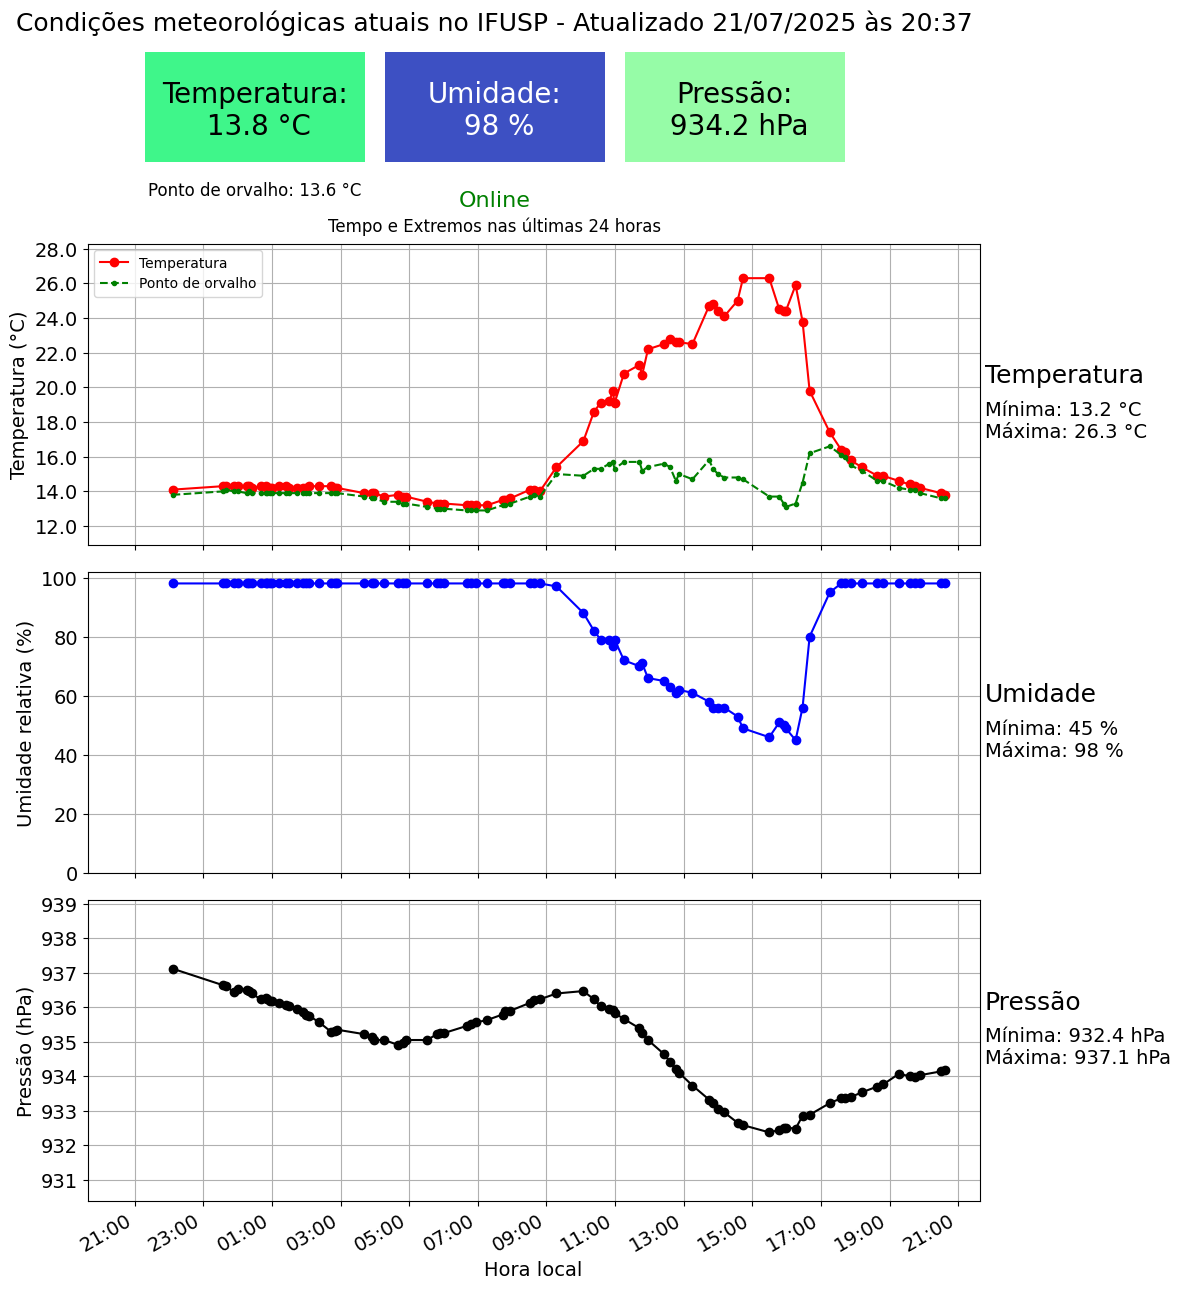 Condições meteorológicas atuais no IFUSP - Atualizado 21/07/2025 às 20:37
Temperatura:
13.8 °C
Umidade:
98 %
Pressão:
934.2 hPa
Ponto de orvalho: 13.6 °C
Online
Tempo e Extremos nas últimas 24 horas
Temperatura (°C)
28.0
26.0
24.0
22.0
20.0
18.0
16.0
14.0
12.0
Temperatura
Ponto de orvalho
Temperatura
Mínima: 13.2 °C
Máxima: 26.3 °C
Umidade relativa (%)
100
80
60
40
20
0
Umidade
Mínima: 45 %
Máxima: 98 %
Pressão (hPa)
939
938
937
936
935
934
933
932
931
Pressão
Mínima: 932.4 hPa
Máxima: 937.1 hPa
21:00 23:00 01:00 03:00 05:00 07:00 09:00 11:00 13:00 15:00 17:00 19:00 21:00
Hora local